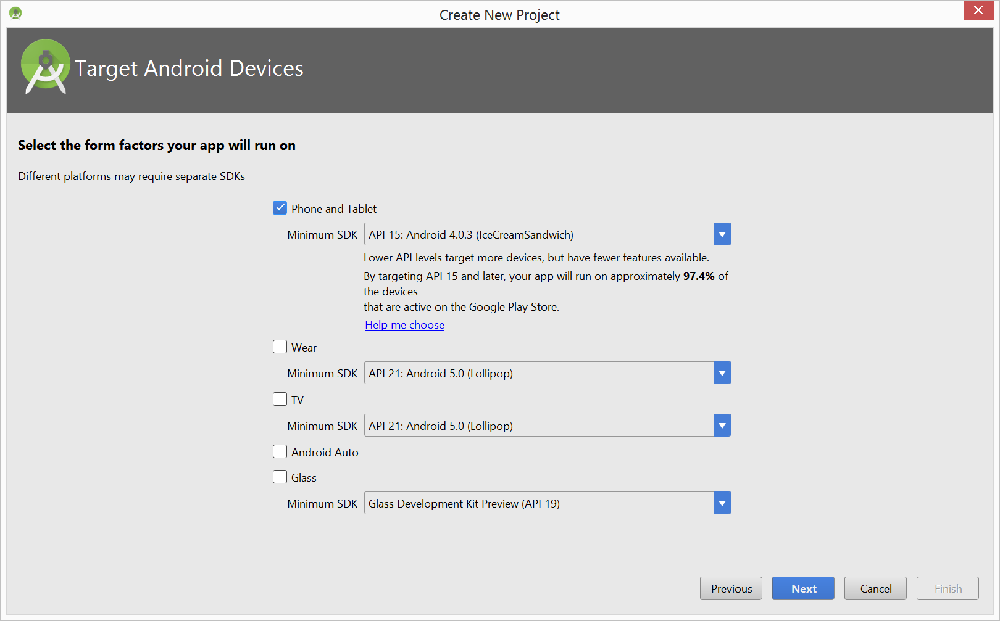 Create New Project
Target Android Devices
Select the form factors your app will run on
Different platforms may require separate SDKs
Phone and Tablet
Minimum SDK API 15: Android 4.0.3 (IceCreamSandwich)
Lower API levels target more devices, but have fewer features available.
By targeting API 15 and later, your app will run on approximately 97.4% of
the devices
that are active on the Google Play Store.
Help me choose
Wear
Minimum SDK API 21: Android 5.0 (Lollipop)
TV
Minimum SDK API 21: Android 5.0 (Lollipop)
Android Auto
Glass
Minimum SDK Glass Development Kit Preview (API 19)
Previous Next Cancel Finish